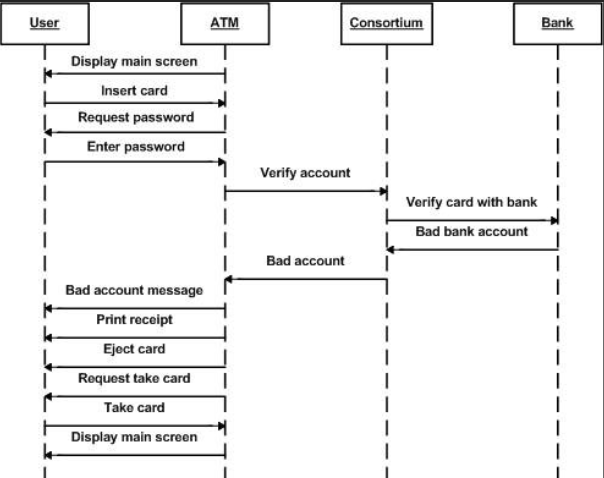 User
ATM
Consortium
Bank
Display main screen
Insert card
Request password
Enter password
Verify account
Verify card with bank
Bad bank account
Bad account
Bad account message
Print receipt
Eject card
Request take card
Take card
Display main screen